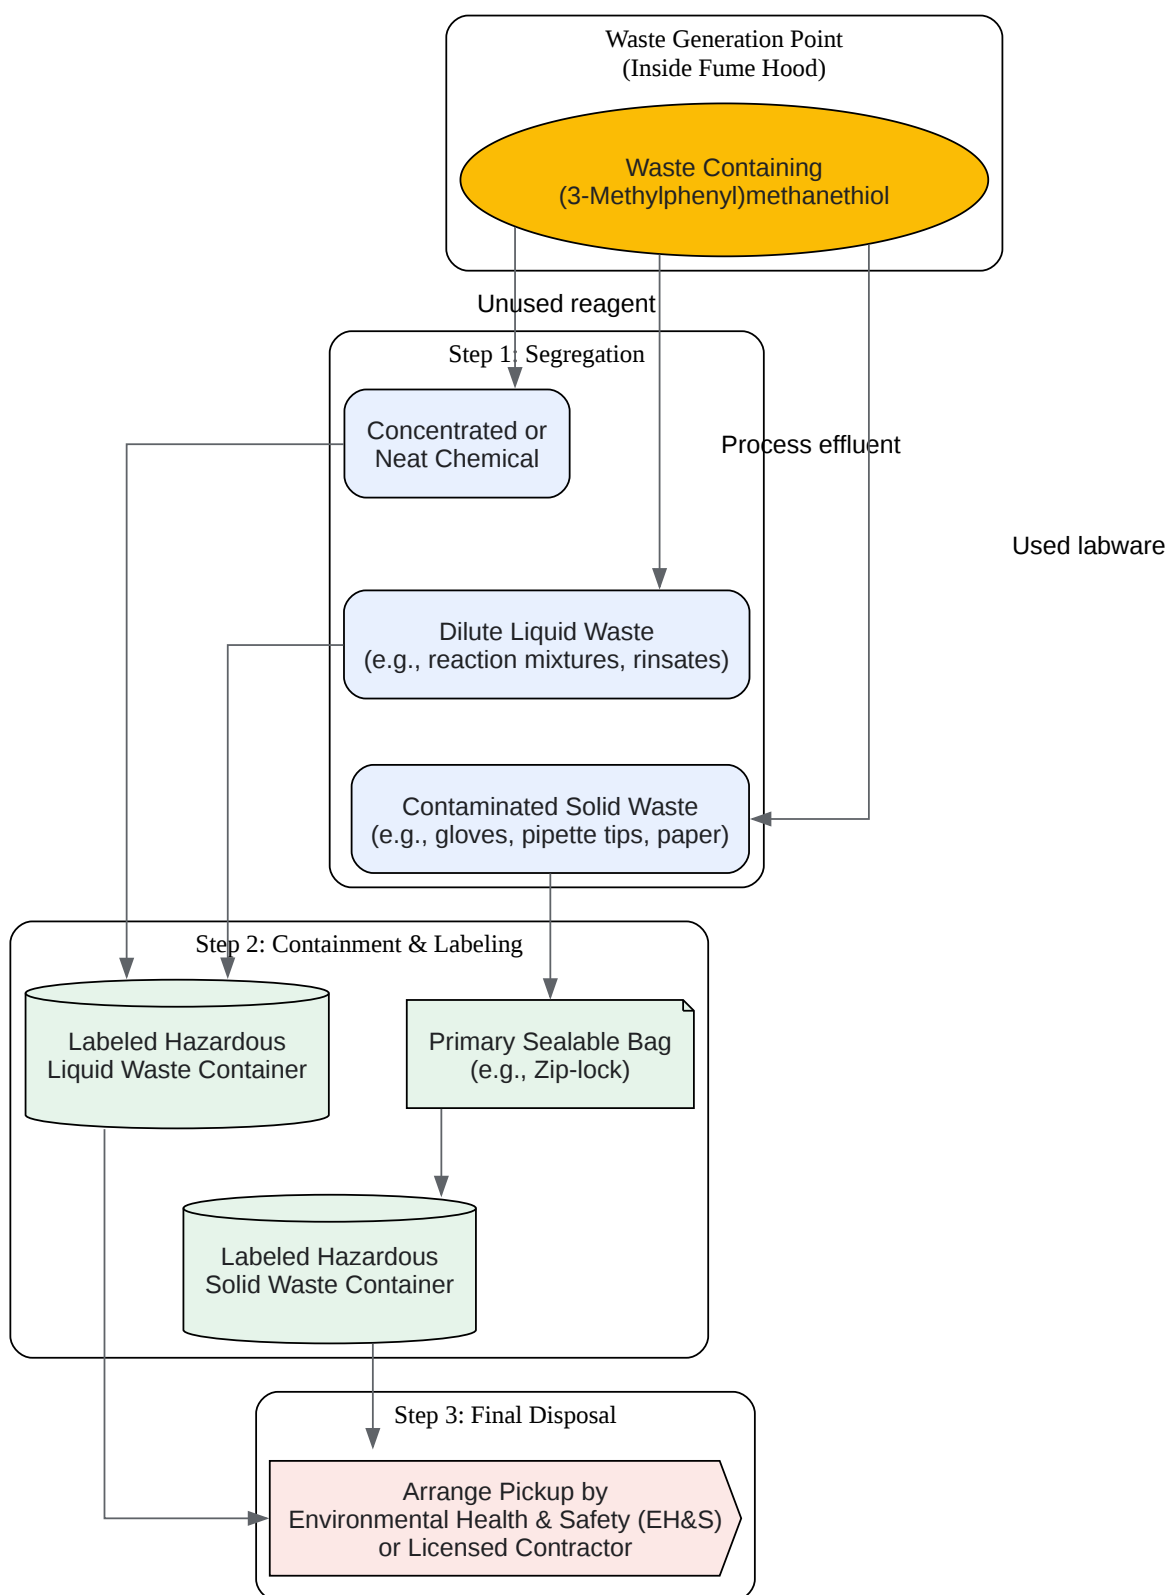 Waste Generation Point
(Inside Fume Hood)
Waste Containing
(3-Methylphenyl)methanethiol
Unused reagent
Step 1: Segregation
Concentrated or
Neat Chemical
Process effluent
Used labware
Dilute Liquid Waste
(e.g., reaction mixtures, rinsates)
Contaminated Solid Waste
(e.g., gloves, pipette tips, paper)
Step 2: Containment & Labeling
Labeled Hazardous
Liquid Waste Container
Primary Sealable Bag
(e.g., Zip-lock)
Labeled Hazardous
Solid Waste Container
Step 3: Final Disposal
Arrange Pickup by
Environmental Health & Safety (EH&S)
or Licensed Contractor